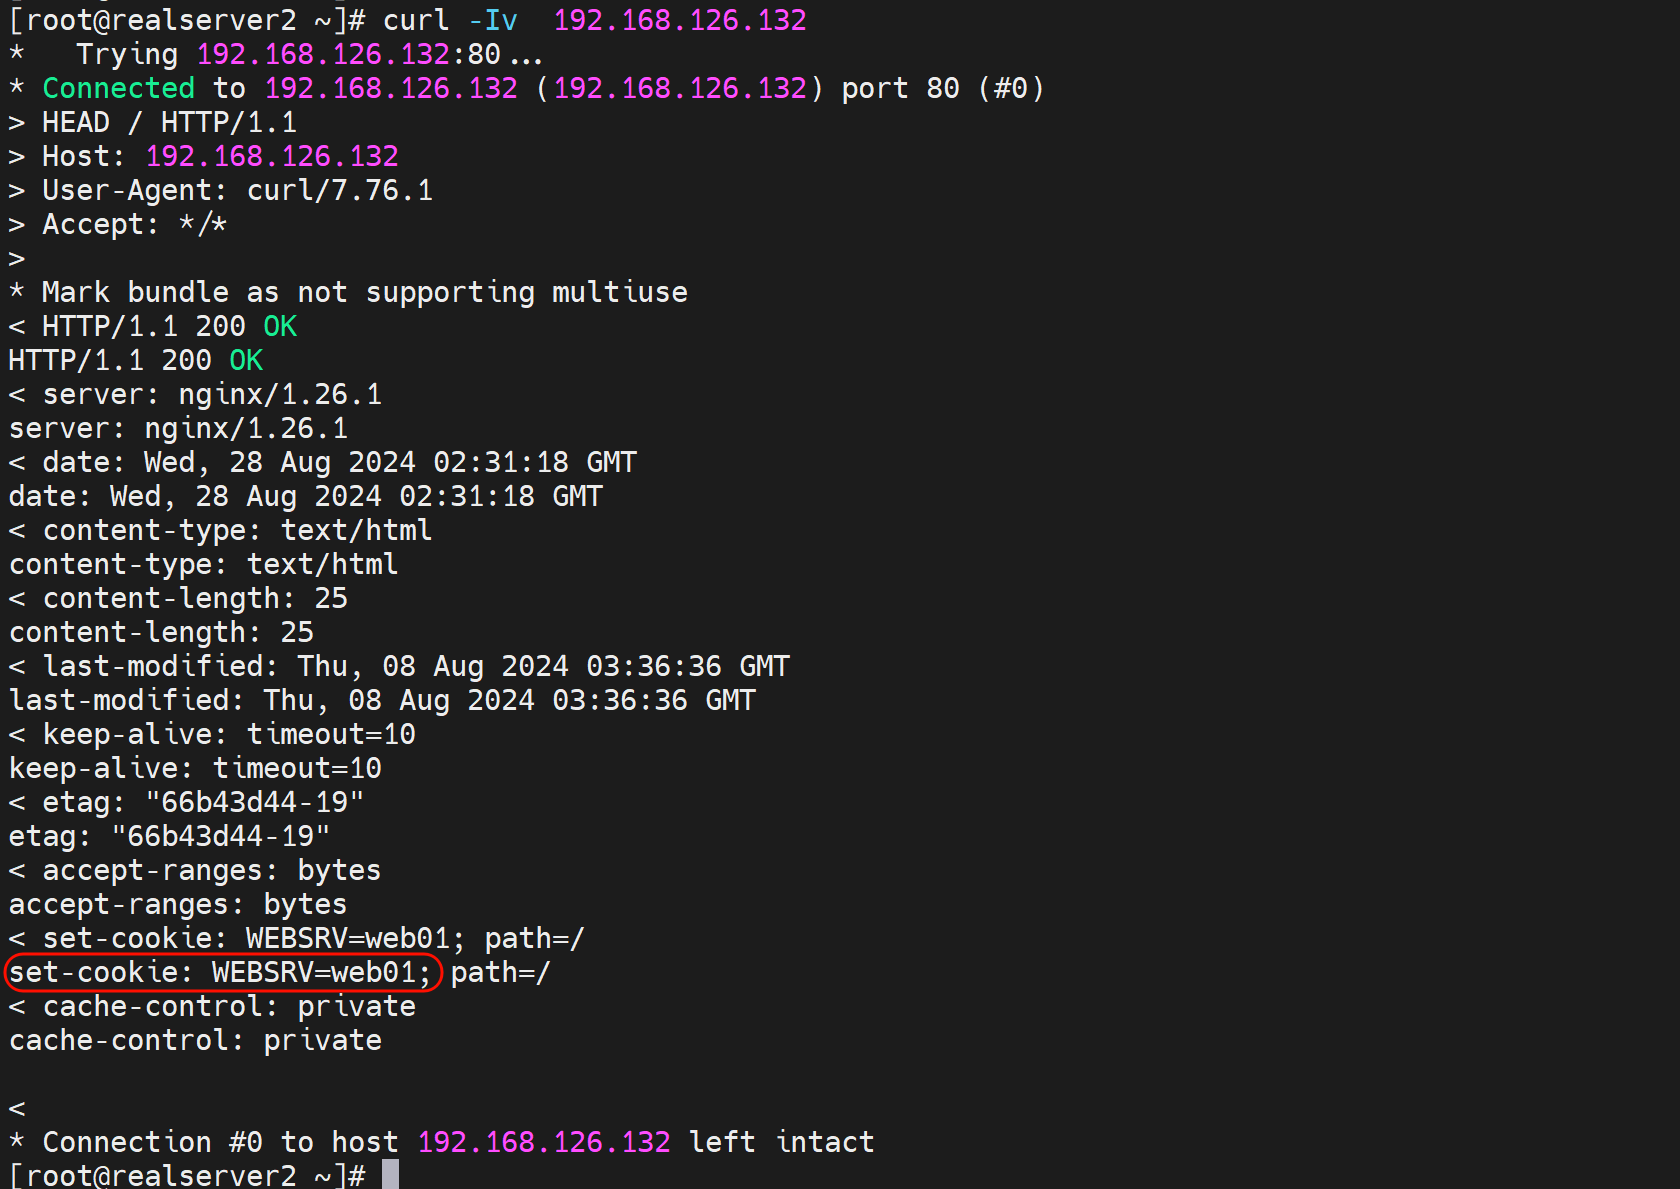 [root@realserver2 ~]# curl -Iv  192.168.126.132
*   Trying 192.168.126.132:80...
* Connected to 192.168.126.132 (192.168.126.132) port 80 (#0)
> HEAD / HTTP/1.1
> Host: 192.168.126.132
> User-Agent: curl/7.76.1
> Accept: */*
>
* Mark bundle as not supporting multiuse
< HTTP/1.1 200 OK
HTTP/1.1 200 OK
< server: nginx/1.26.1
server: nginx/1.26.1
< date: Wed, 28 Aug 2024 02:31:18 GMT
date: Wed, 28 Aug 2024 02:31:18 GMT
< content-type: text/html
content-type: text/html
< content-length: 25
content-length: 25
< last-modified: Thu, 08 Aug 2024 03:36:36 GMT
last-modified: Thu, 08 Aug 2024 03:36:36 GMT
< keep-alive: timeout=10
keep-alive: timeout=10
< etag: "66b43d44-19"
etag: "66b43d44-19"
< accept-ranges: bytes
accept-ranges: bytes
< set-cookie: WEBSRV=web01; path=/
set-cookie: WEBSRV=web01; path=/
< cache-control: private
cache-control: private

<
* Connection #0 to host 192.168.126.132 left intact
[root@realserver2 ~]#